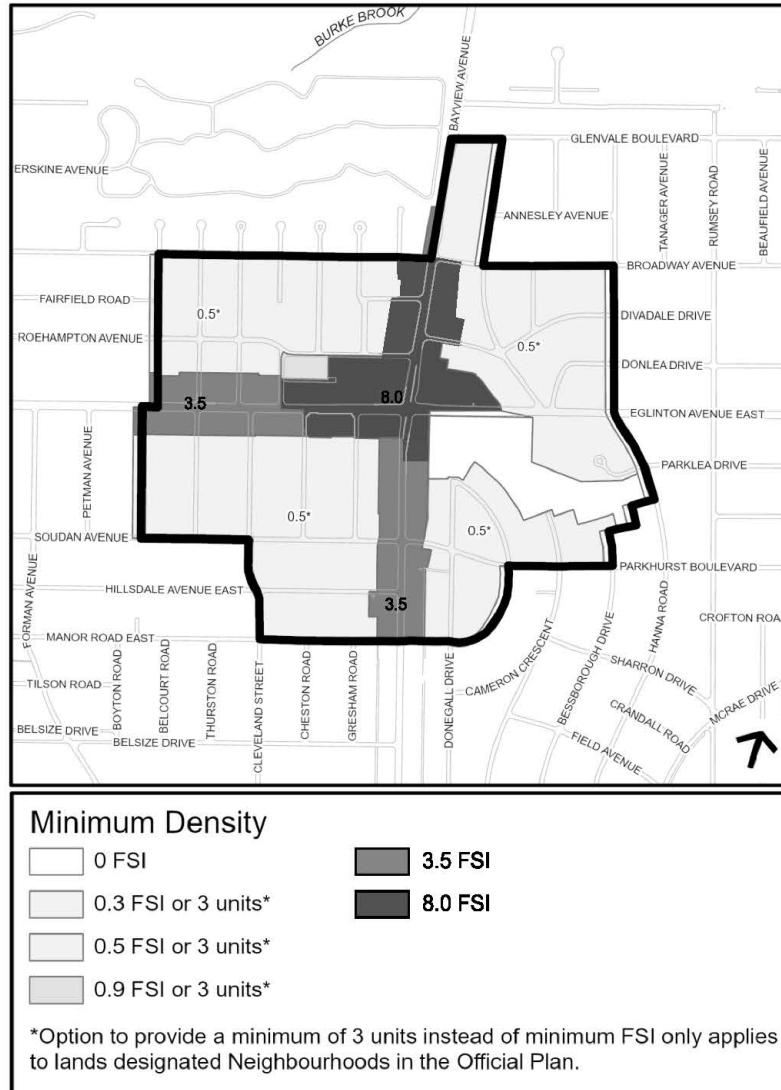 BURKE BROOK
BAYVIEW AVENUE
GLENVALE BOULEVARD
ERSKINE AVENUE
TANAGER AVENUE
RUMSEY ROAD
BEAUFIELD AVENUE
ANNESLEY AVENUE
BROADWAY AVENUE
FAIRFIELD ROAD
0.5*
DIVADALE DRIVE
ROEHAMPTON AVENUE
0.5*
DONLEA DRIVE
3.5
8.0
EGLINTON AVENUE EAST
PETMAN AVENUE
PARKLEA DRIVE
0.5*
0.5*
SOUDAN AVENUE
PARKHURST BOULEVARD
FORMAN AVENUE
HILLSDALE AVENUE EAST
3.5
HANNA ROAD
CROFTON ROAD
MANOR ROAD EAST
BOYTON ROAD
BELCOURT ROAD
THURSTON ROAD
CLEVELAND STREET
CHESTON ROAD
GRESHAM ROAD
DONEGALL DRIVE
CAMERON CRESCENT
BESSBOROUGH DRIVE
SHARRON DRIVE
TILSON ROAD
CRANDALL ROAD
MCRAE DRIVE
BELSIZE DRIVE
BELSIZE DRIVE
FIELD AVENUE
Minimum Density
0 FSI
3.5 FSI
0.3 FSI or 3 units*
8.0 FSI
0.5 FSI or 3 units*
0.9 FSI or 3 units*
*Option to provide a minimum of 3 units instead of minimum FSI only applies
to lands designated Neighbourhoods in the Official Plan.